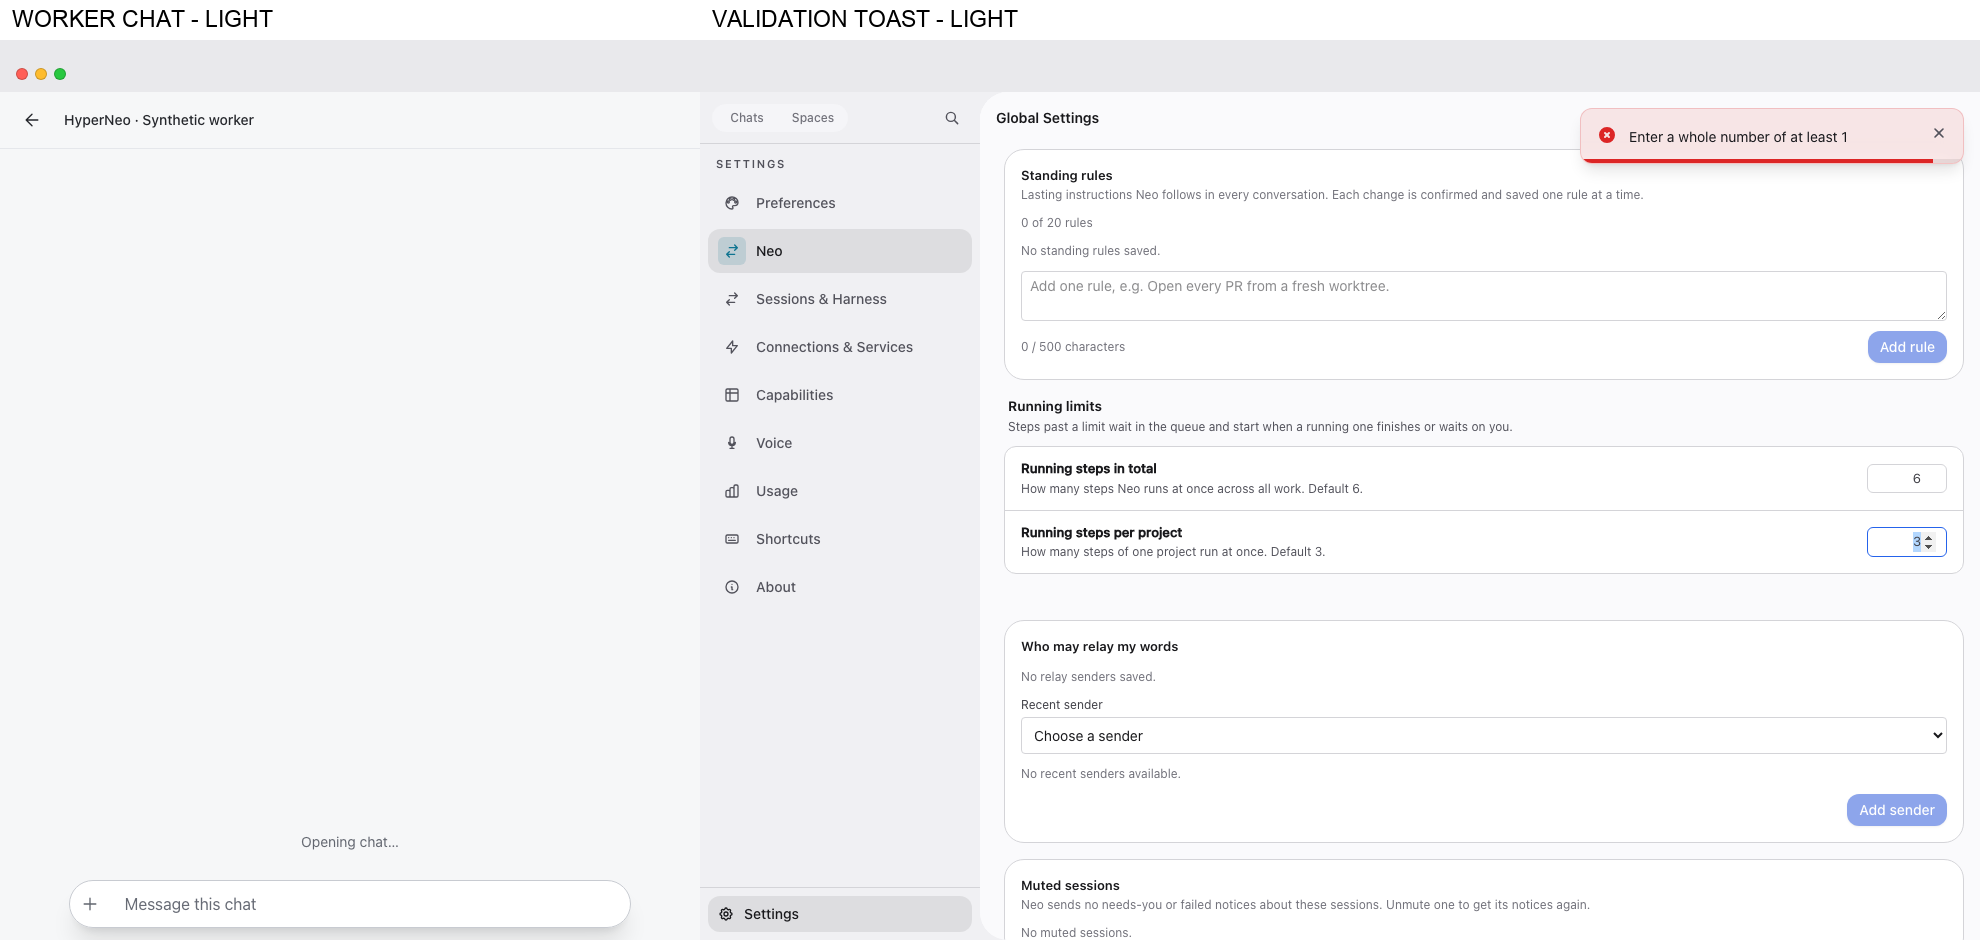 WORKER CHAT - LIGHT
HyperNeo · Synthetic worker
Opening chat...
Message this chat
VALIDATION TOAST - LIGHT
Chats
Spaces
SETTINGS
Preferences
Neo
Sessions & Harness
Connections & Services
Capabilities
Voice
Usage
Shortcuts
About
Settings
Global Settings
Enter a whole number of at least 1
Standing rules
Lasting instructions Neo follows in every conversation. Each change is confirmed and saved one rule at a time.
0 of 20 rules
No standing rules saved.
Add one rule, e.g. Open every PR from a fresh worktree.
0 / 500 characters
Add rule
Running limits
Steps past a limit wait in the queue and start when a running one finishes or waits on you.
Running steps in total
How many steps Neo runs at once across all work. Default 6.
6
Running steps per project
How many steps of one project run at once. Default 3.
3
Who may relay my words
No relay senders saved.
Recent sender
Choose a sender
No recent senders available.
Add sender
Muted sessions
Neo sends no needs-you or failed notices about these sessions. Unmute one to get its notices again.
No muted sessions.